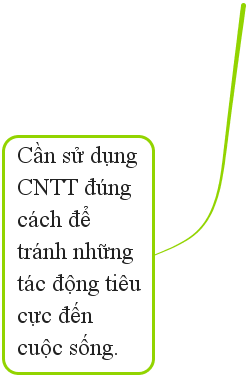 Cần sử dụng
CNTT đúng
cách để
tránh những
tác động tiêu
cực đến
cuộc sống.